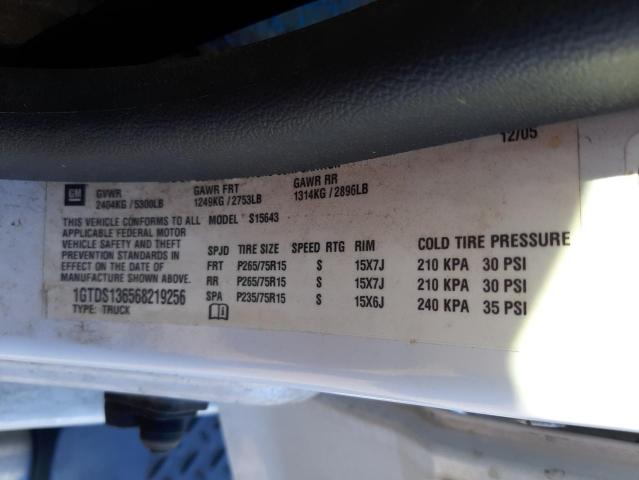 12/05
GM
GVWR GAWR FRT GAWR RR
2404KG / 5300LB 1249KG / 2753LB 1314KG / 2896LB
THIS VEHICLE CONFORMS TO ALL MODEL: S15643
APPLICABLE FEDERAL MOTOR
VEHICLE SAFETY AND THEFT
PREVENTION STANDARDS
IN EFFECT ON THE DATE OF
MANUFACTURE SHOWN ABOVE.
1GTDS136568219256
TYPE: TRUCK
SPJD TIRE SIZE SPEED RTG RIM COLD TIRE PRESSURE
FRT P265/75R15 S 15X7J 210 KPA 30 PSI
RR P265/75R15 S 15X7J 210 KPA 30 PSI
SPA P235/75R15 S 15X6J 240 KPA 35 PSI